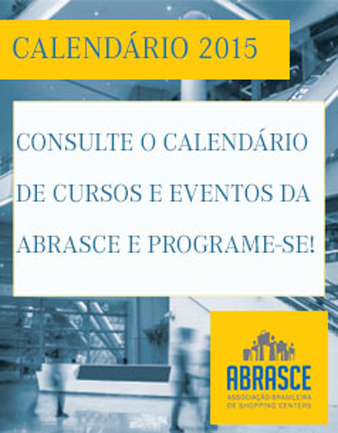 CALENDÁRIO 2015
CONSULTE O CALENDÁRIO
DE CURSOS E EVENTOS DA
ABRASCE E PROGRAME-SE!
ABRASCE
ASSOCIAÇÃO BRASILEIRA
DE SHOPPING CENTERS